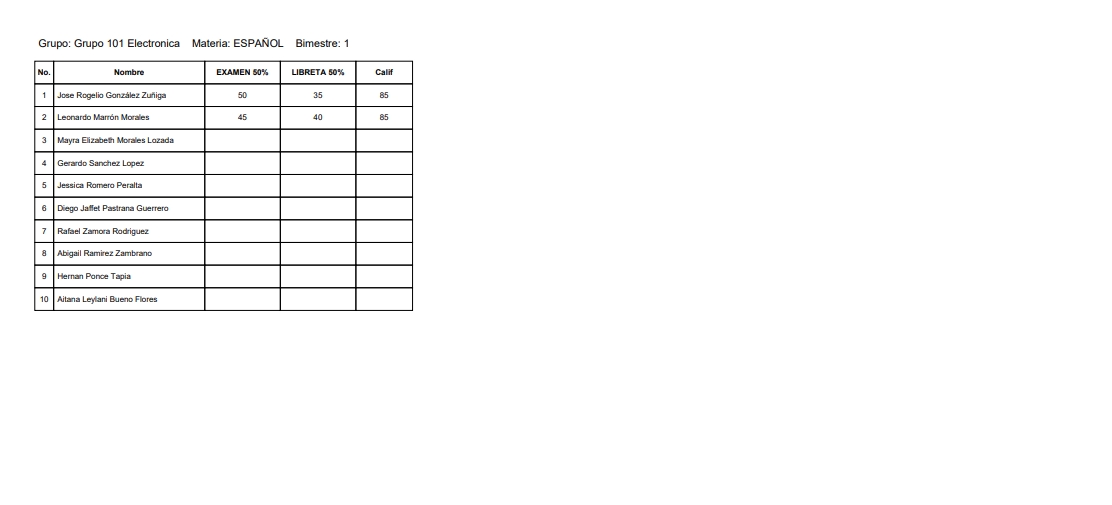 Grupo: Grupo 101 Electronica Materia: ESPAÑOL Bimestre: 1
No. Nombre EXAMEN 50% LIBRETA 50% Calif
1 Jose Rogelio González Zuñiga 50 35 85
2 Leonardo Marrón Morales 45 40 85
3 Mayra Elizabeth Morales Lozada
4 Gerardo Sanchez Lopez
5 Jessica Romero Peralta
6 Diego Jaffet Pastrana Guerrero
7 Rafael Zamora Rodriguez
8 Abigail Ramirez Zambrano
9 Hernan Ponce Tapia
10 Aitana Leylani Bueno Flores